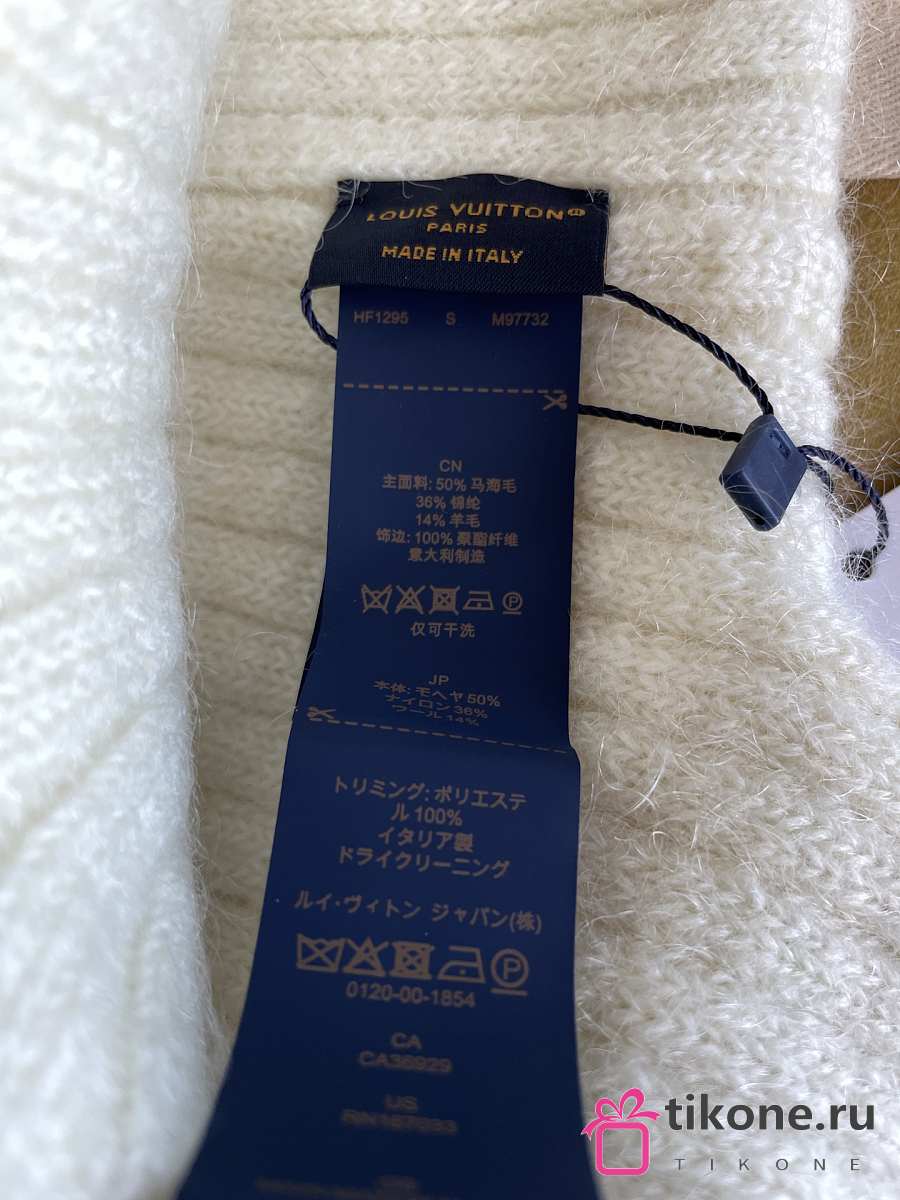 LOUIS VUITTON
PARIS
MADE IN ITALY
HF1295 S M97732
CN
主面料: 50% 马海毛
36% 锦纶
14% 羊毛
饰边: 100% 聚酯纤维
意大利制造
仅可干洗
JP
本体: モヘヤ 50%
ナイロン 36%
ウール 14%
トリミング: ポリエステ
ル 100%
イタリア製
ドライクリーニング
ルイ・ヴィトン ジャパン(株)
0120-00-1854
CA
CA36929
US
tikone.ru
TIKONE